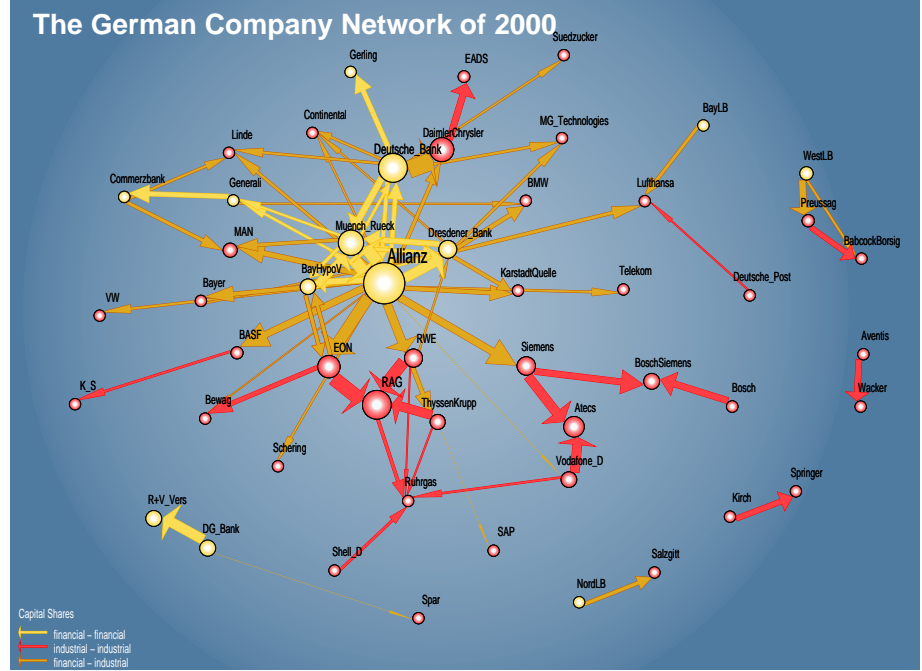 The German Company Network of 2000
Suedzucker
Gerling
EADS
Continental
MG_Technologies
BayLB
Linde
DaimlerChrysler
Deutsche_Bank
WestLB
Commerzbank
Generali
BMW
Lufthansa
Preussag
Muench_Rueck
Dresdener_Bank
MAN
BabcockBorsig
Allianz
BayHypoV
KarstadtQuelle
Telekom
Deutsche_Post
Bayer
VW
BASF
EON
RWE
Siemens
BoschSiemens
Aventis
K_S
RAG
Bosch
Wacker
Bewag
ThyssenKrupp
Atecs
Schering
Vodafone_D
Ruhrgas
Springer
R+V_Vers
Kirch
DG_Bank
Shell_D
SAP
Salzgitt
NordLB
Spar
Capital Shares
financial – financial
industrial – industrial
financial – industrial